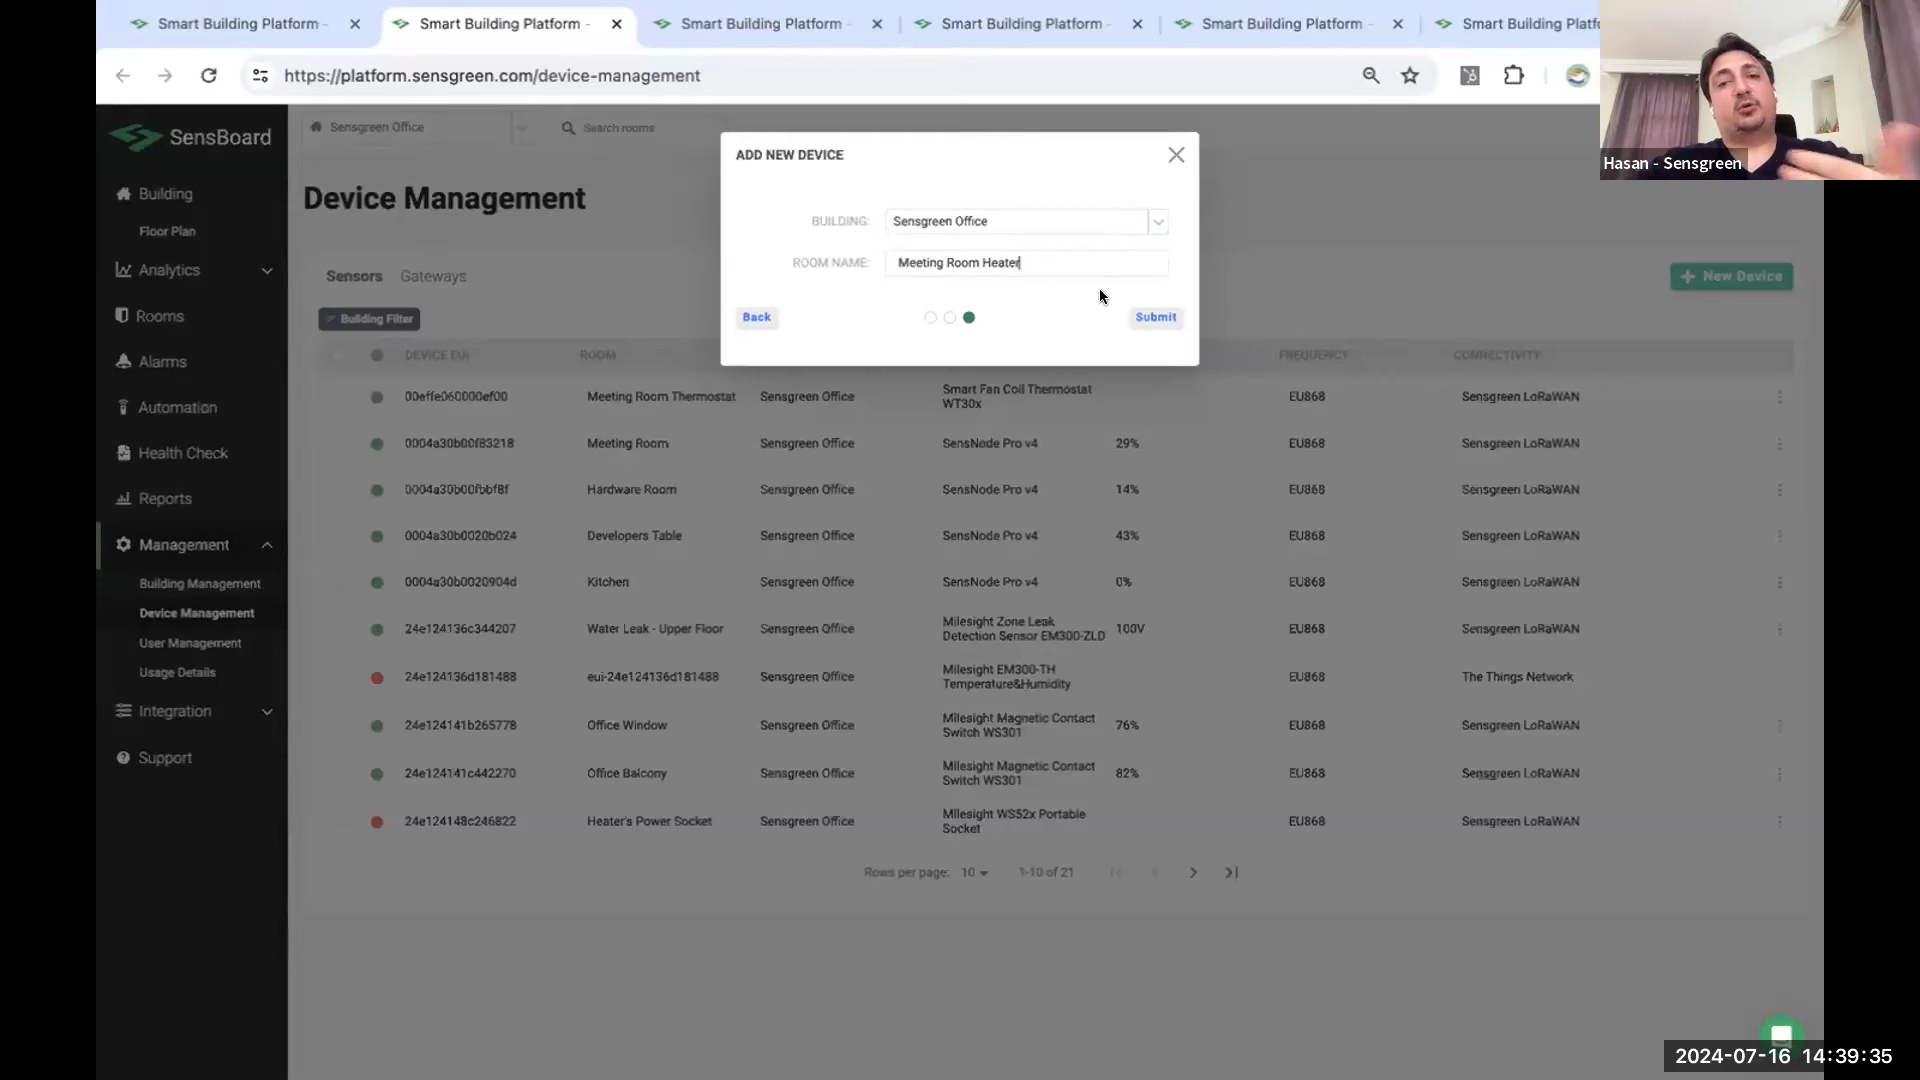 Smart Building Platform - Smart Building Platform - Smart Building Platform - Smart Building Platform - Smart Building Platform - Smart Building Platf
https://platform.sensgreen.com/device-management
Hasan - Sensgreen
SensBoard
Sensgreen Office
Search rooms
Building
Floor Plan
Analytics
Rooms
Alarms
Automation
Health Check
Reports
Management
Building Management
Device Management
User Management
Usage Details
Integration
Support
Device Management
Sensors Gateways
New Device
Building Filter
ADD NEW DEVICE
BUILDING: Sensgreen Office
ROOM NAME: Meeting Room Heater
Back Submit
DEVICE EUI ROOM FREQUENCY CONNECTIVITY
00effe060000ef00 Meeting Room Thermostat Sensgreen Office Smart Fan Coil Thermostat WT30x EU868 Sensgreen LoRaWAN
0004a30b00f83218 Meeting Room Sensgreen Office SensNode Pro v4 29% EU868 Sensgreen LoRaWAN
0004a30b00fbbf8f Hardware Room Sensgreen Office SensNode Pro v4 14% EU868 Sensgreen LoRaWAN
0004a30b0020b024 Developers Table Sensgreen Office SensNode Pro v4 43% EU868 Sensgreen LoRaWAN
0004a30b0020904d Kitchen Sensgreen Office SensNode Pro v4 0% EU868 Sensgreen LoRaWAN
24e124136c344207 Water Leak - Upper Floor Sensgreen Office Milesight Zone Leak Detection Sensor EM300-ZLD 100V EU868 Sensgreen LoRaWAN
24e124136d181488 eui-24e124136d181488 Sensgreen Office Milesight EM300-TH Temperature&Humidity EU868 The Things Network
24e124141b265778 Office Window Sensgreen Office Milesight Magnetic Contact Switch WS301 76% EU868 Sensgreen LoRaWAN
24e124141c442270 Office Balcony Sensgreen Office Milesight Magnetic Contact Switch WS301 82% EU868 Sensgreen LoRaWAN
24e124148c246822 Heater's Power Socket Sensgreen Office Milesight WS52x Portable Socket EU868 Sensgreen LoRaWAN
Rows per page: 10 1-10 of 21
2024-07-16 14:39:35